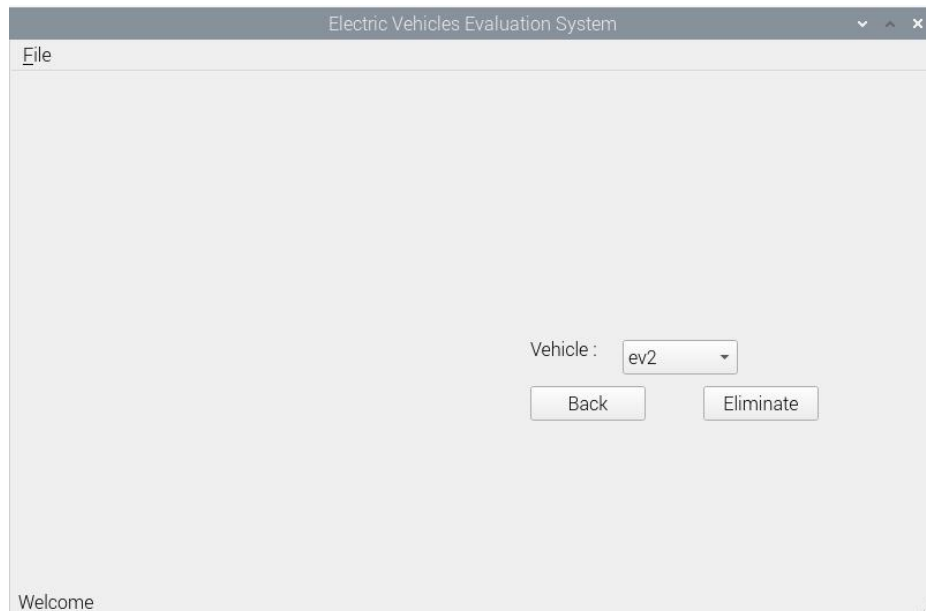 Electric Vehicles Evaluation System
File
Vehicle :
ev2
Back
Eliminate
Welcome